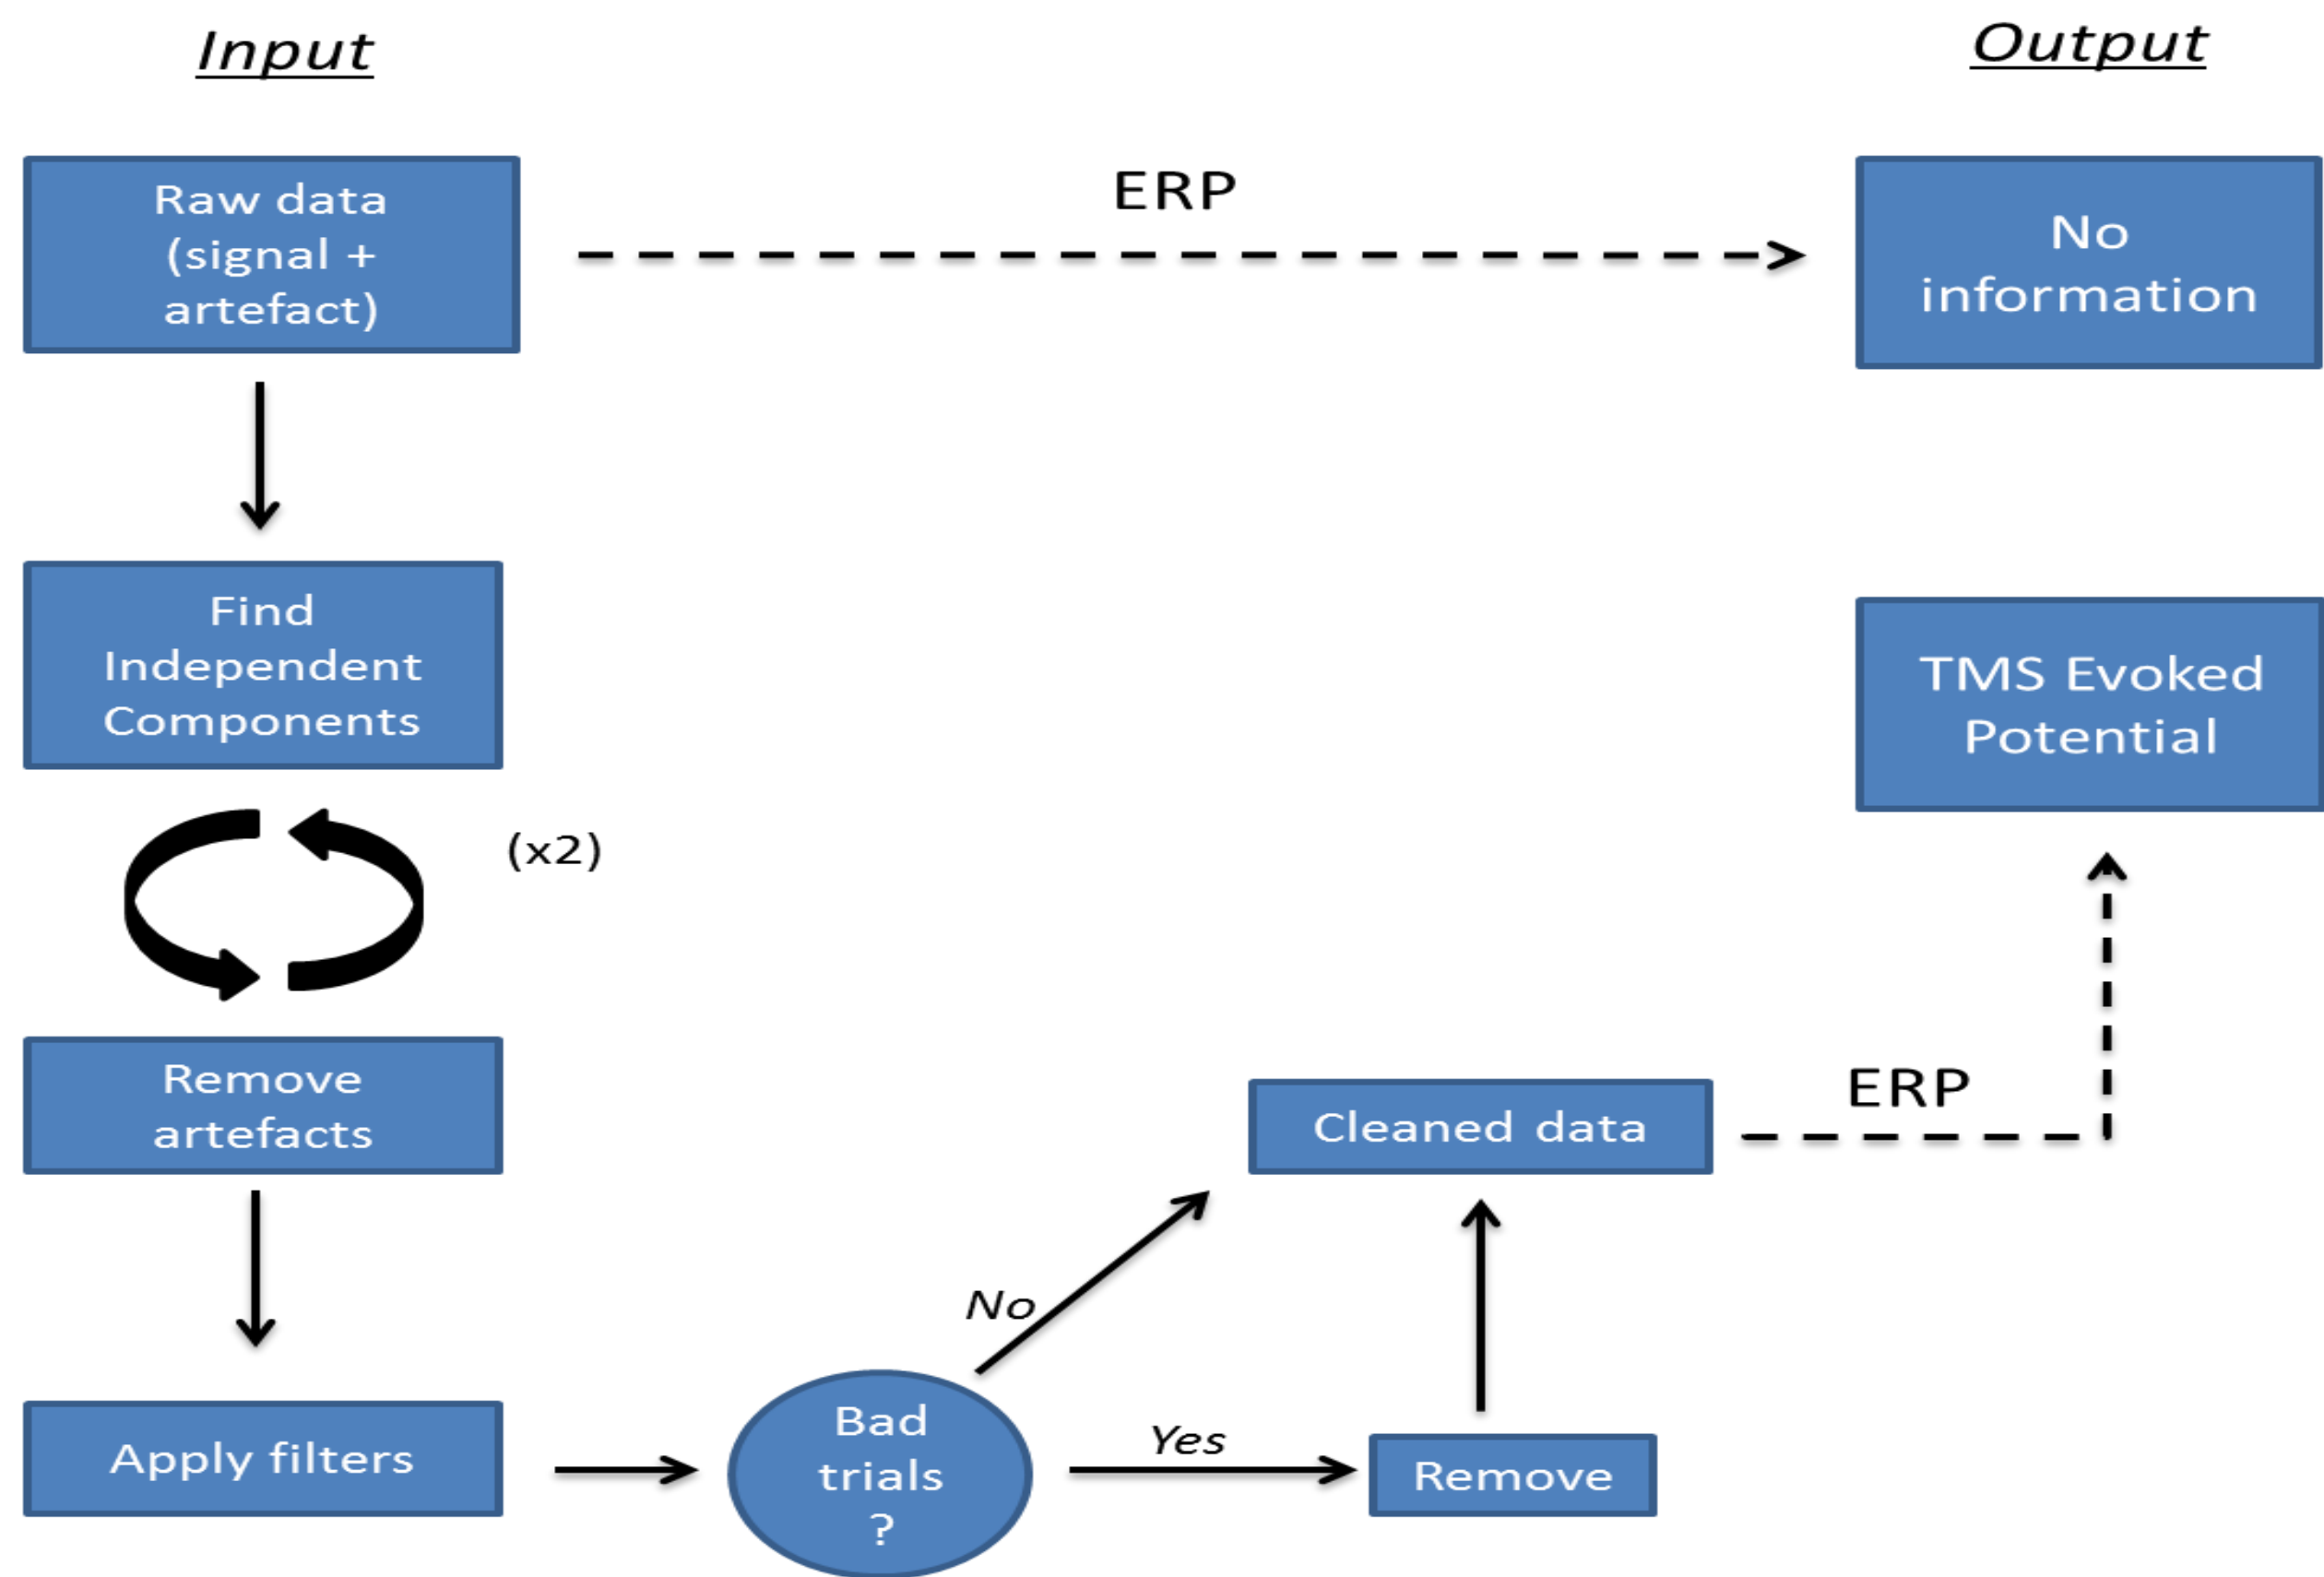 Input
Output
Raw data
(signal +
artefact)
ERP
No
information
Find
Independent
Components
TMS Evoked
Potential
(x2)
Remove
artefacts
Cleaned data
ERP
No
Apply filters
Bad
trials
?
Yes
Remove